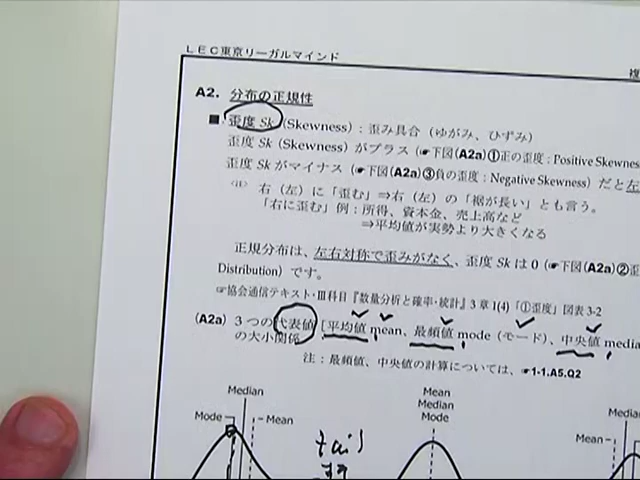 LEC東京リーガルマインド
複
A2. 分布の正規性
■ 歪度 Sk (Skewness)：歪み具合（ゆがみ、ひずみ）
歪度 Sk (Skewness) がプラス（☛下図(A2a)①正の歪度：Positive Skewness
歪度 Sk がマイナス（☛下図(A2a)③負の歪度：Negative Skewness）だと左
右（左）に「歪む」⇒右（左）の「裾が長い」とも言う。
「右に歪む」例：所得、資本金、売上高など
⇒平均値が実勢より大きくなる
正規分布は、左右対称で歪みがなく、歪度 Sk は 0（☛下図(A2a)②歪
Distribution）です。
☞協会通信テキスト・Ⅲ科目『数量分析と確率・統計』3章1(4)「①歪度」図表3-2
(A2a) 3つの代表値［平均値 mean、最頻値 mode（モード）、中央値 media
の大小関係
注：最頻値、中央値の計算については、☛1-1.A5.Q2
Median
Mode
Mean
tail
Mean
Median
Mode
Median
Mean